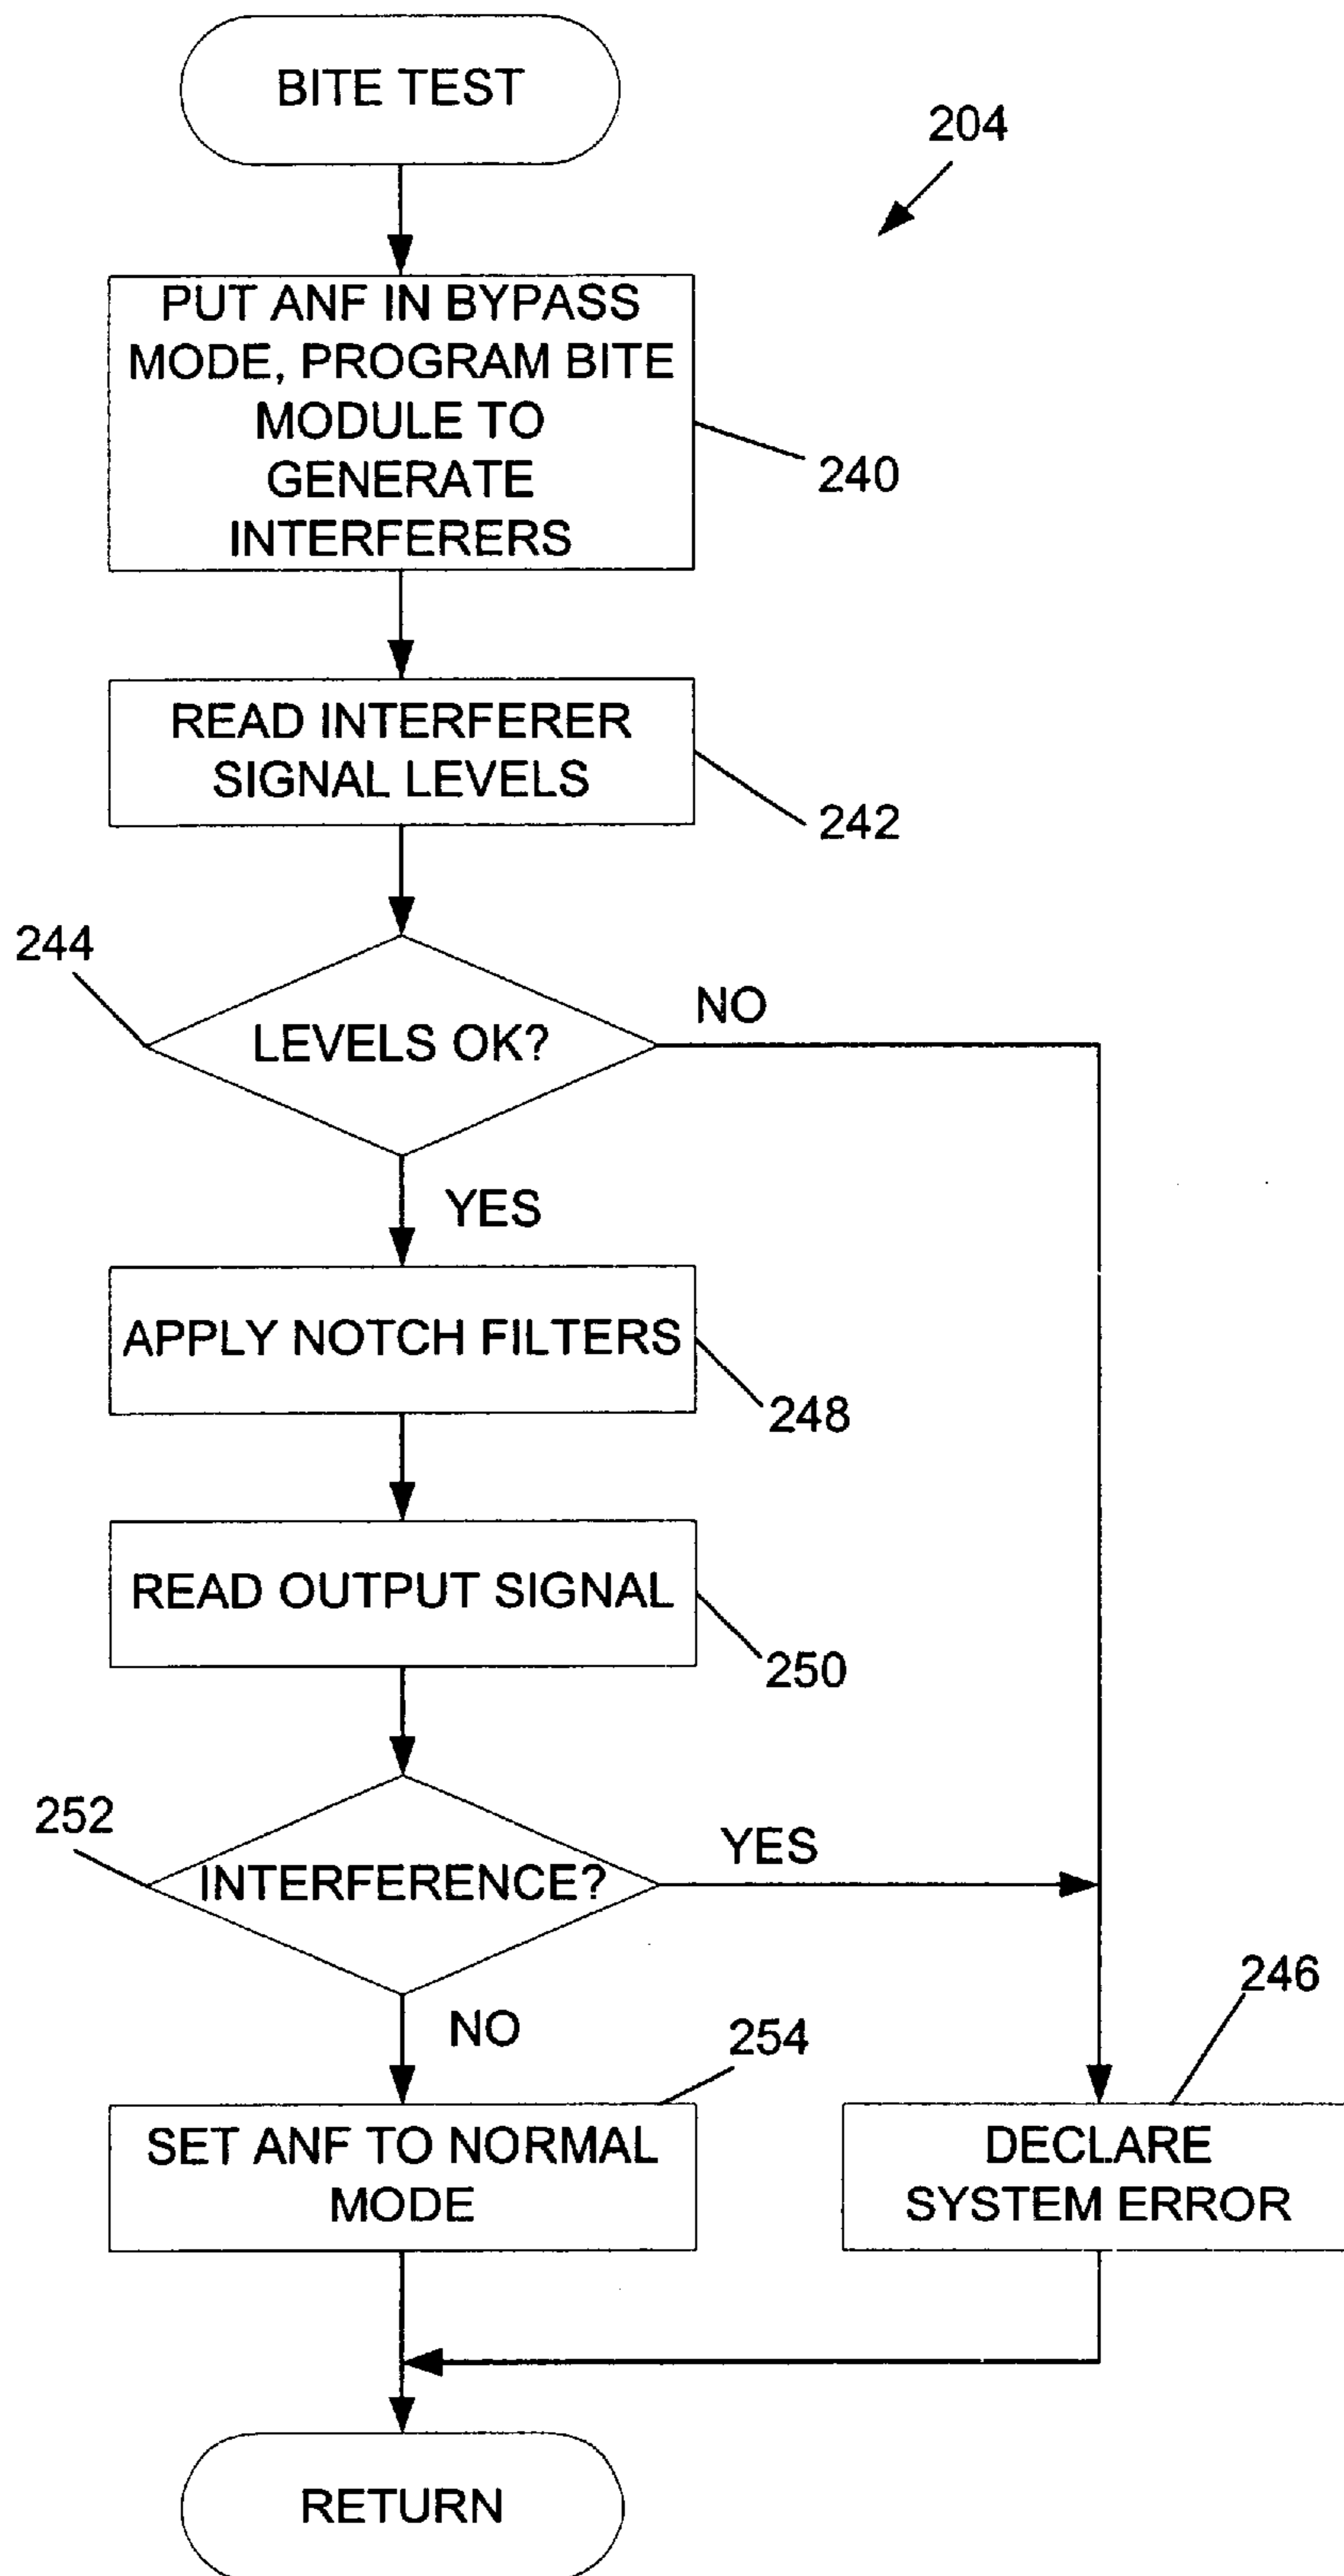 BITE TEST
204
PUT ANF IN BYPASS
MODE, PROGRAM BITE
MODULE TO
GENERATE
INTERFERERS
240
READ INTERFERER
SIGNAL LEVELS
242
244
LEVELS OK?
NO
YES
APPLY NOTCH FILTERS
248
READ OUTPUT SIGNAL
250
252
INTERFERENCE?
YES
NO
254
246
SET ANF TO NORMAL
MODE
DECLARE
SYSTEM ERROR
RETURN